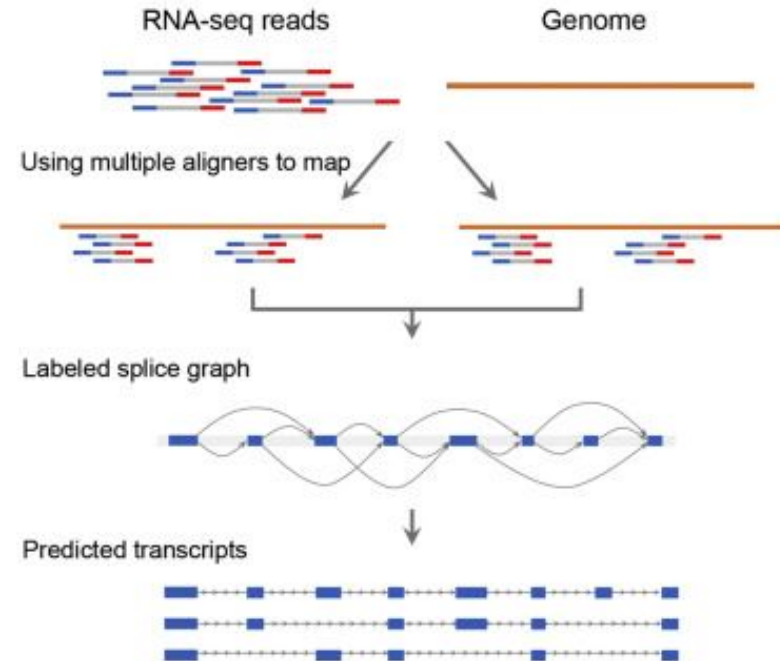 RNA-seq reads
Genome
Using multiple aligners to map
Labeled splice graph
Predicted transcripts